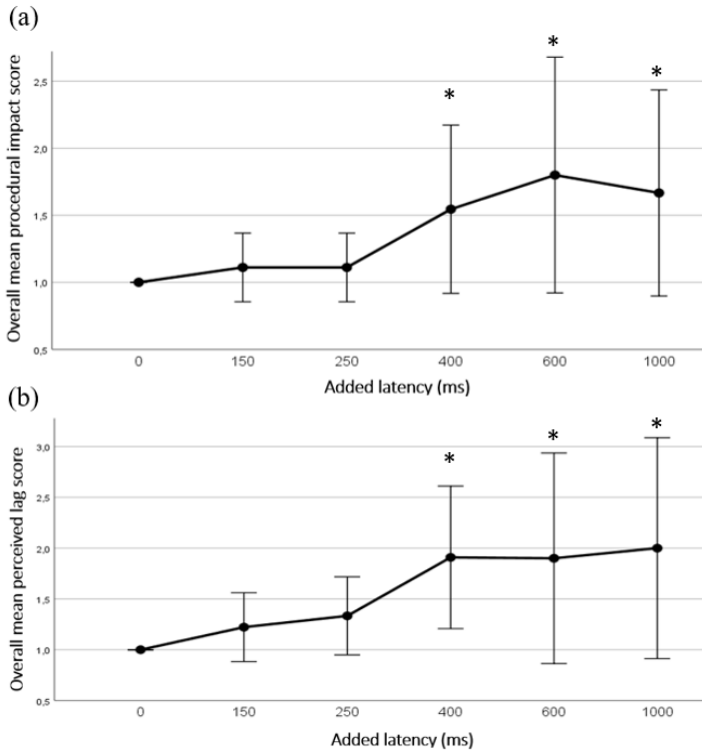 (a)
Overall mean procedural impact score
2,5
2,0
1,5
1,0
0,5
* * *
0 150 250 400 600 1000
Added latency (ms)
(b)
Overall mean perceived lag score
3,0
2,5
2,0
1,5
1,0
0,5
* * *
0 150 250 400 600 1000
Added latency (ms)